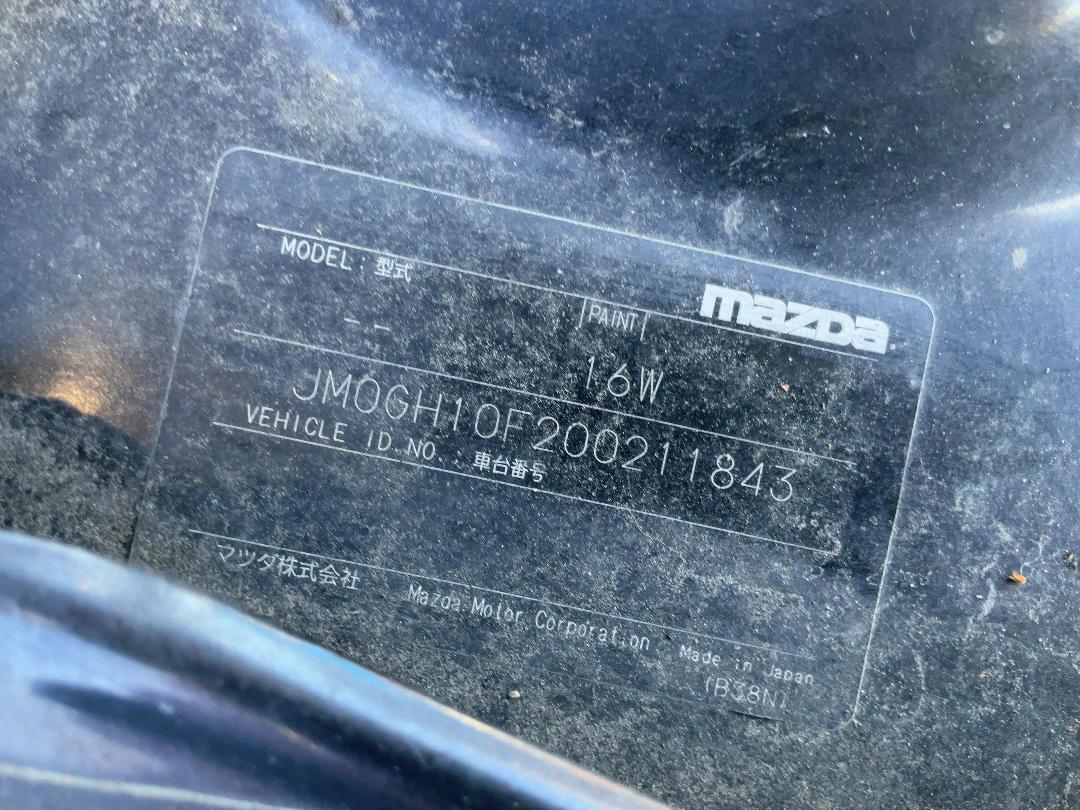 mazda
MODEL : 型式
PAINT
-- 16W
JM0GH10F200211843
VEHICLE ID NO. 車台番号
マツダ株式会社 Mazda Motor Corporation Made in Japan
(B38N)